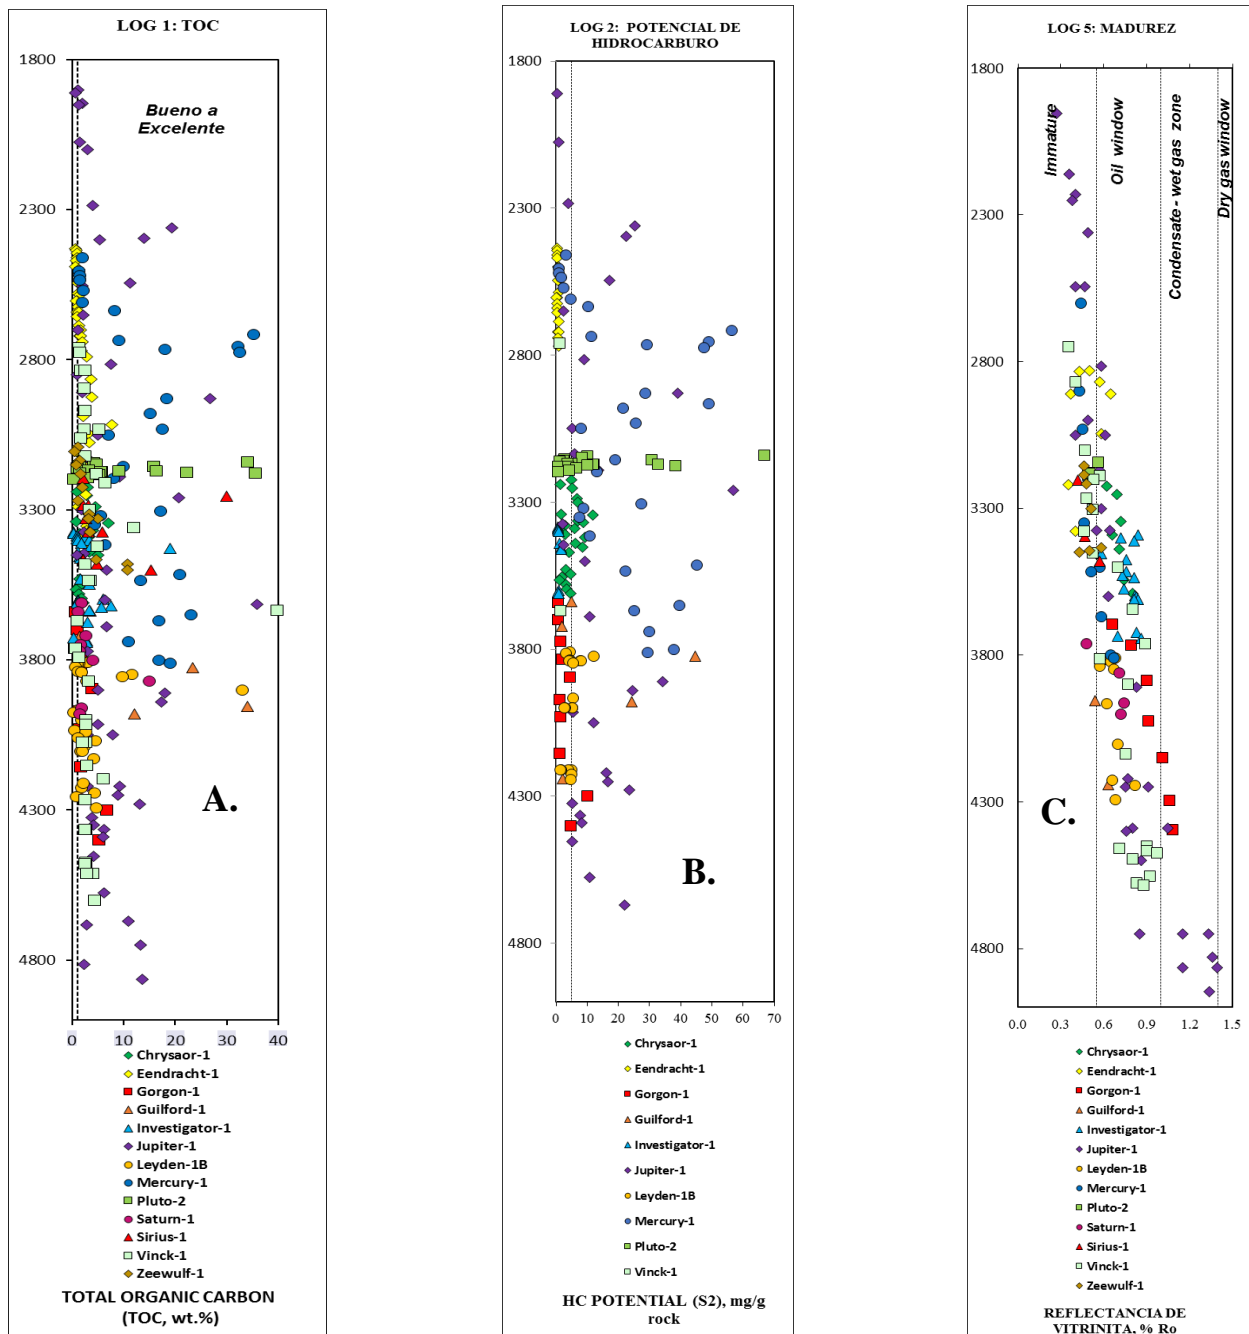 LOG 1: TOC
1800
2300
2800
3300
3800
4300
4800
Bueno a
Excelente
A.
0
10
20
30
40
Chrysaor-1
Eendracht-1
Gorgon-1
Guilford-1
Investigator-1
Jupiter-1
Leyden-1B
Mercury-1
Pluto-2
Saturn-1
Sirius-1
Vinck-1
Zeewulf-1
TOTAL ORGANIC CARBON
(TOC, wt.%)
LOG 2: POTENCIAL DE
HIDROCARBURO
1800
2300
2800
3300
3800
4300
4800
B.
0
10
20
30
40
50
60
70
Chrysaor-1
Eendracht-1
Gorgon-1
Guilford-1
Investigator-1
Jupiter-1
Leyden-1B
Mercury-1
Pluto-2
Vinck-1
HC POTENTIAL (S2), mg/g
rock
LOG 5: MADUREZ
1800
2300
2800
3300
3800
4300
4800
Immature
Oil window
Condensate - wet gas zone
Dry gas window
C.
0.0
0.3
0.6
0.9
1.2
1.5
Chrysaor-1
Eendracht-1
Gorgon-1
Guilford-1
Investigator-1
Jupiter-1
Leyden-1B
Mercury-1
Pluto-2
Saturn-1
Sirius-1
Vinck-1
Zeewulf-1
REFLECTANCIA DE
VITRINITA, % Ro